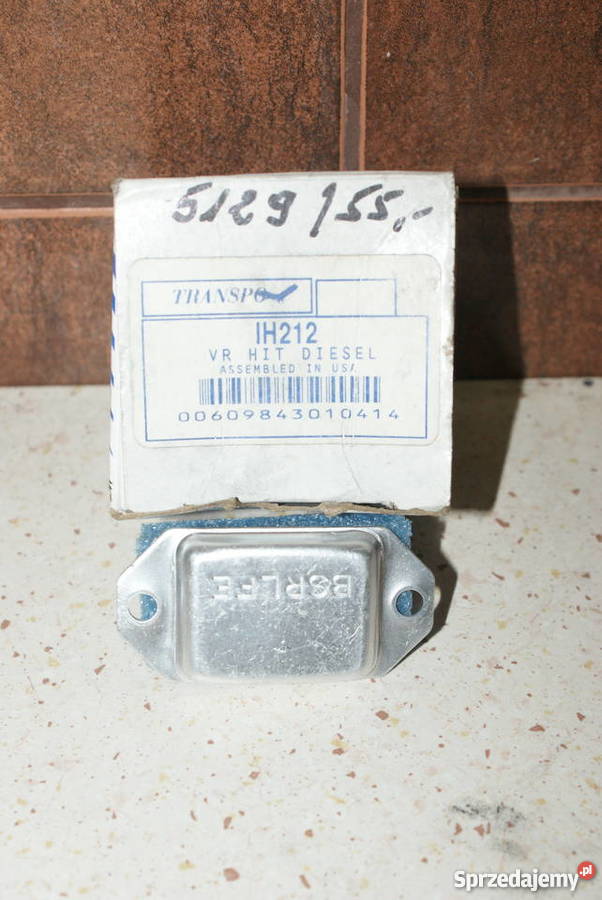 5129/55,-
TRANSPO
IH212
VR HIT DIESEL
ASSEMBLED IN USA
00609843010414
BSRLFE
Sprzedajemy.pl